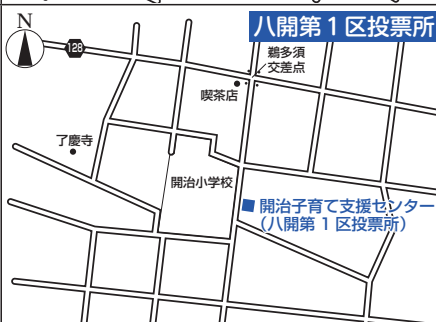 八開第1区投票所
N
128
鵜多須
交差点
喫茶店
了慶寺
開治小学校
開治子育て支援センター
(八開第1区投票所)